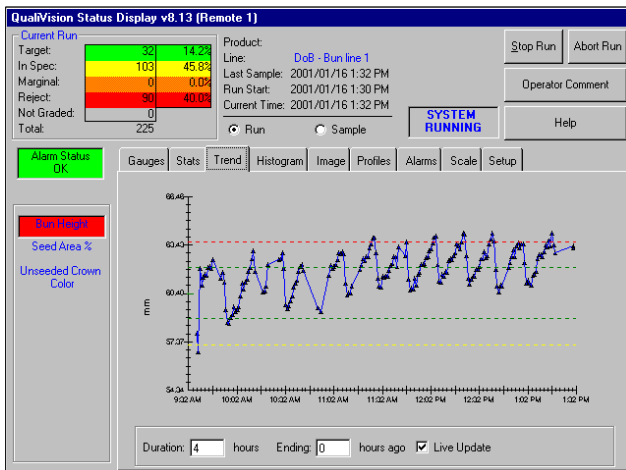 QualiVision Status Display v8.13 (Remote 1)
Current Run
Target: 32 14.2%
In Spec: 103 45.8%
Marginal: 0 0.0%
Reject: 90 40.0%
Not Graded: 0
Total: 225
Product:
Line: DoB - Bun line 1
Last Sample: 2001/01/16 1:32 PM
Run Start: 2001/01/16 1:30 PM
Current Time: 2001/01/16 1:32 PM
Run Sample
SYSTEM
RUNNING
Stop Run Abort Run
Operator
Comment
Help
Alarm Status
OK
Gauges Stats Trend Histogram Image Profiles Alarms Scale Setup
Bun Height
Seed Area %
Unseeded Crown
Color
66.46
63.43
60.40
57.37
54.34
mm
9:32 AM 10:02 AM 10:32 AM 11:02 AM 11:32 AM 12:02 PM 12:32 PM 1:02 PM 1:32 PM
Duration: 4 hours Ending: 0 hours ago Live Update